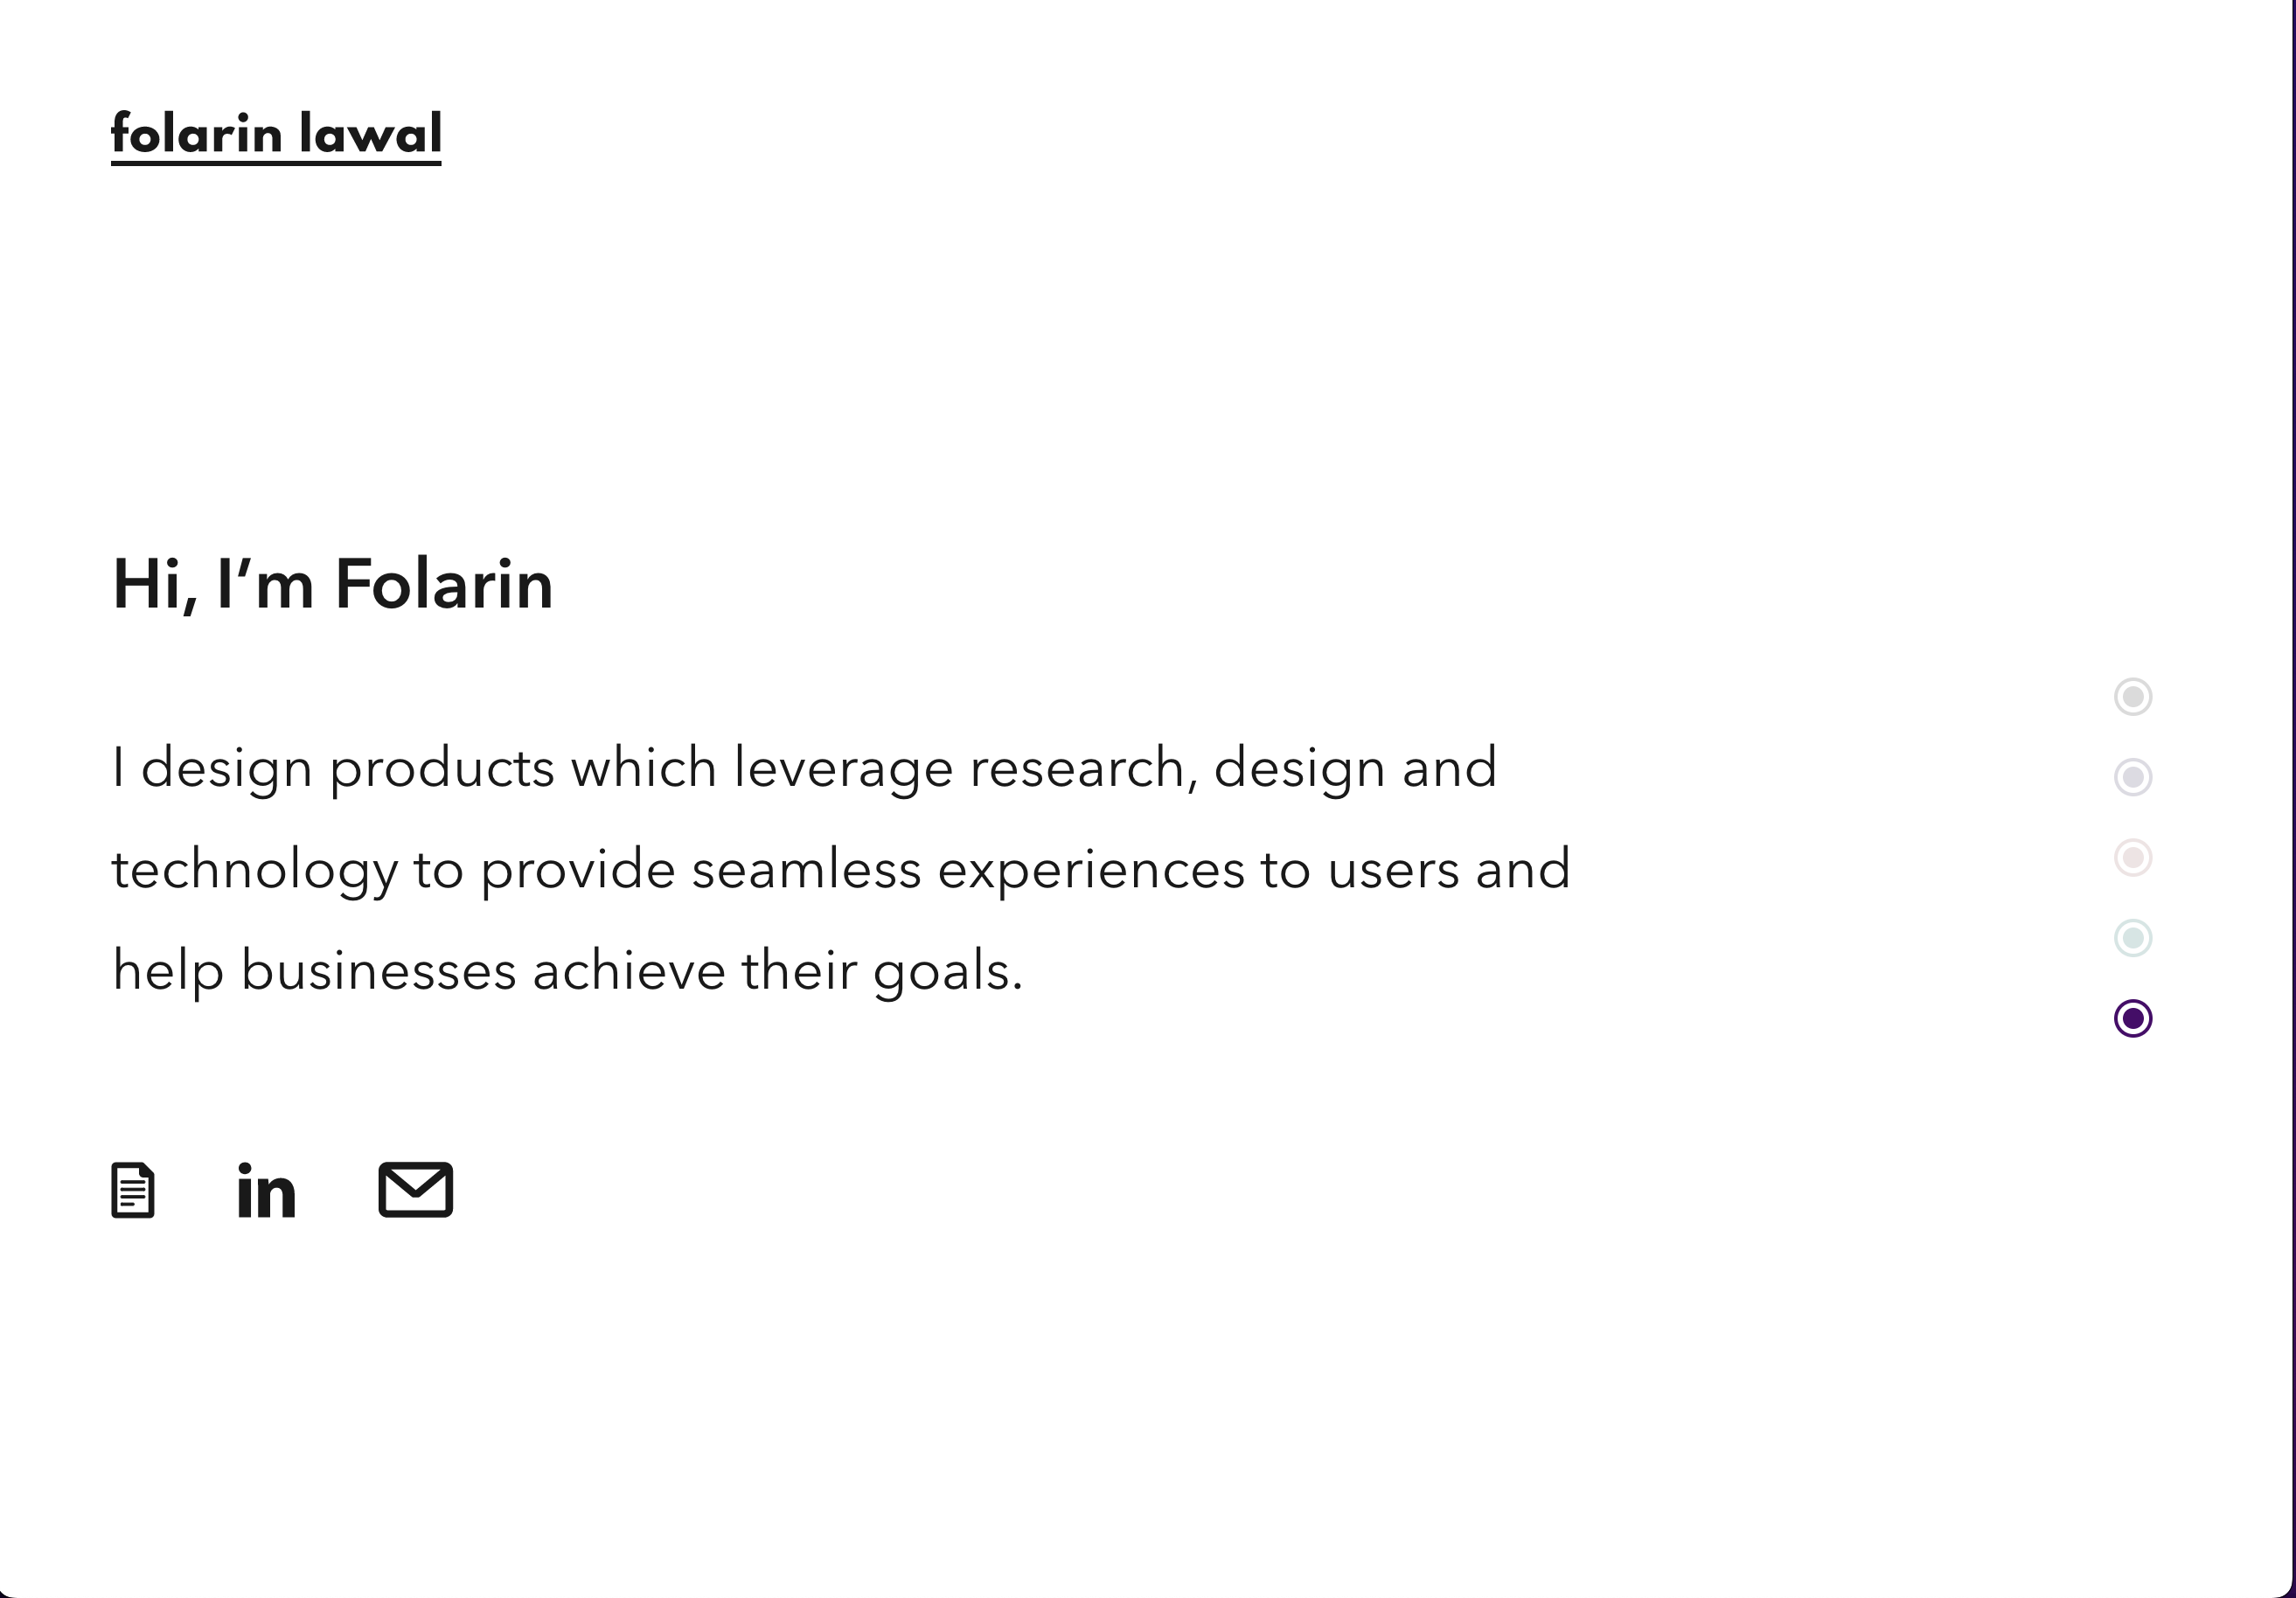 folarin lawal
Hi, I’m Folarin
I design products which leverage research, design and
technology to provide seamless experiences to users and
help businesses achieve their goals.
in